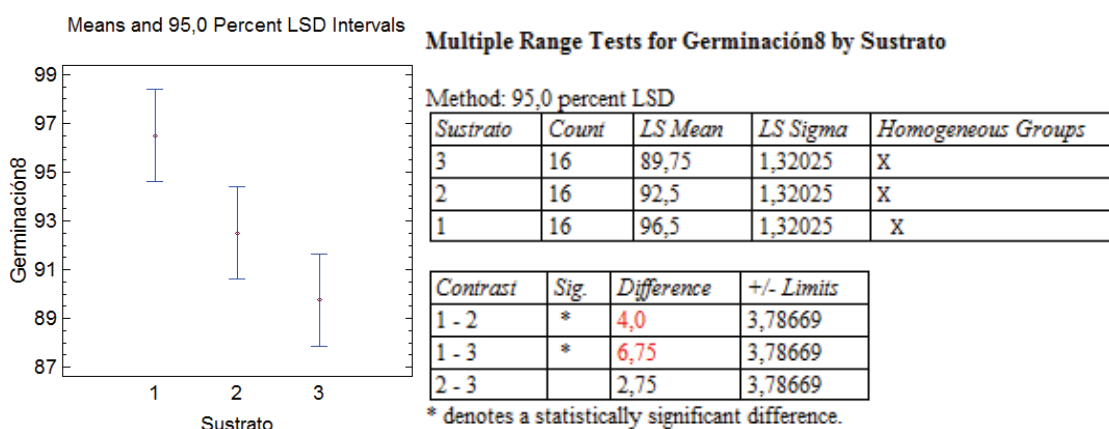 Means and 95,0 Percent LSD Intervals
99
97
95
93
91
89
87
Germinación8
1 2 3
Sustrato
Multiple Range Tests for Germinación8 by Sustrato
Method: 95,0 percent LSD
Sustrato Count LS Mean LS Sigma Homogeneous Groups
3 16 89,75 1,32025 X
2 16 92,5 1,32025 X
1 16 96,5 1,32025 X
Contrast Sig. Difference +/- Limits
1 - 2 * 4,0 3,78669
1 - 3 * 6,75 3,78669
2 - 3 2,75 3,78669
* denotes a statistically significant difference.